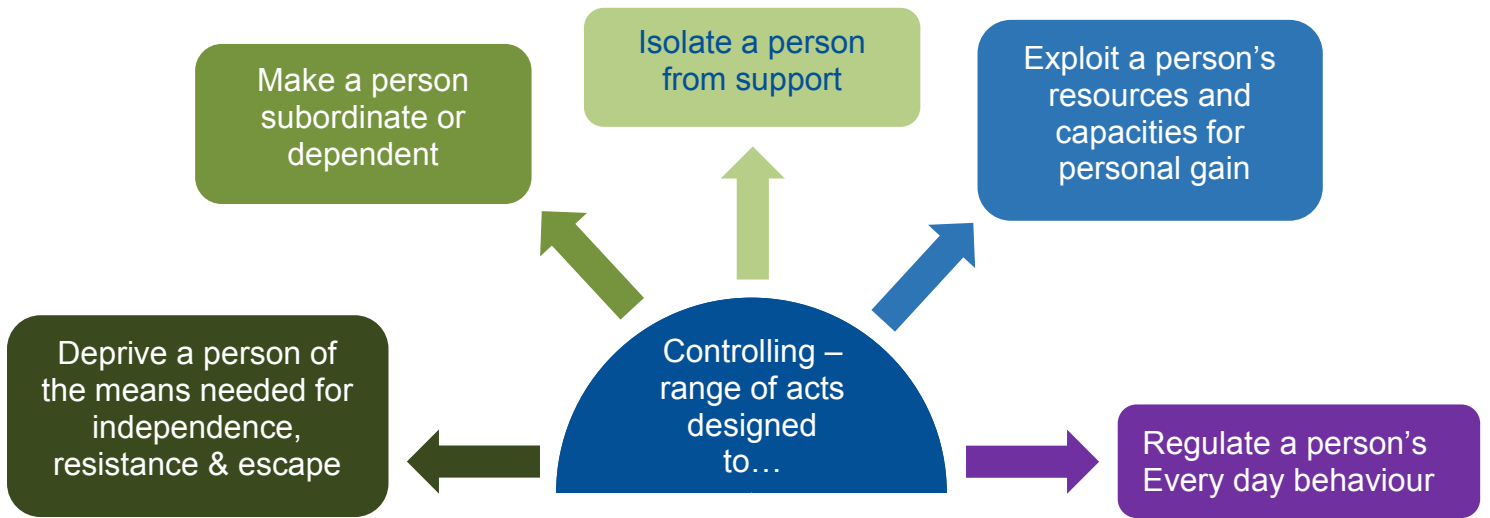 Isolate a person
from support
Make a person
subordinate or
dependent
Exploit a person’s
resources and
capacities for
personal gain
Deprive a person of
the means needed for
independence,
resistance & escape
Controlling –
range of acts
designed
to…
Regulate a person’s
Every day behaviour